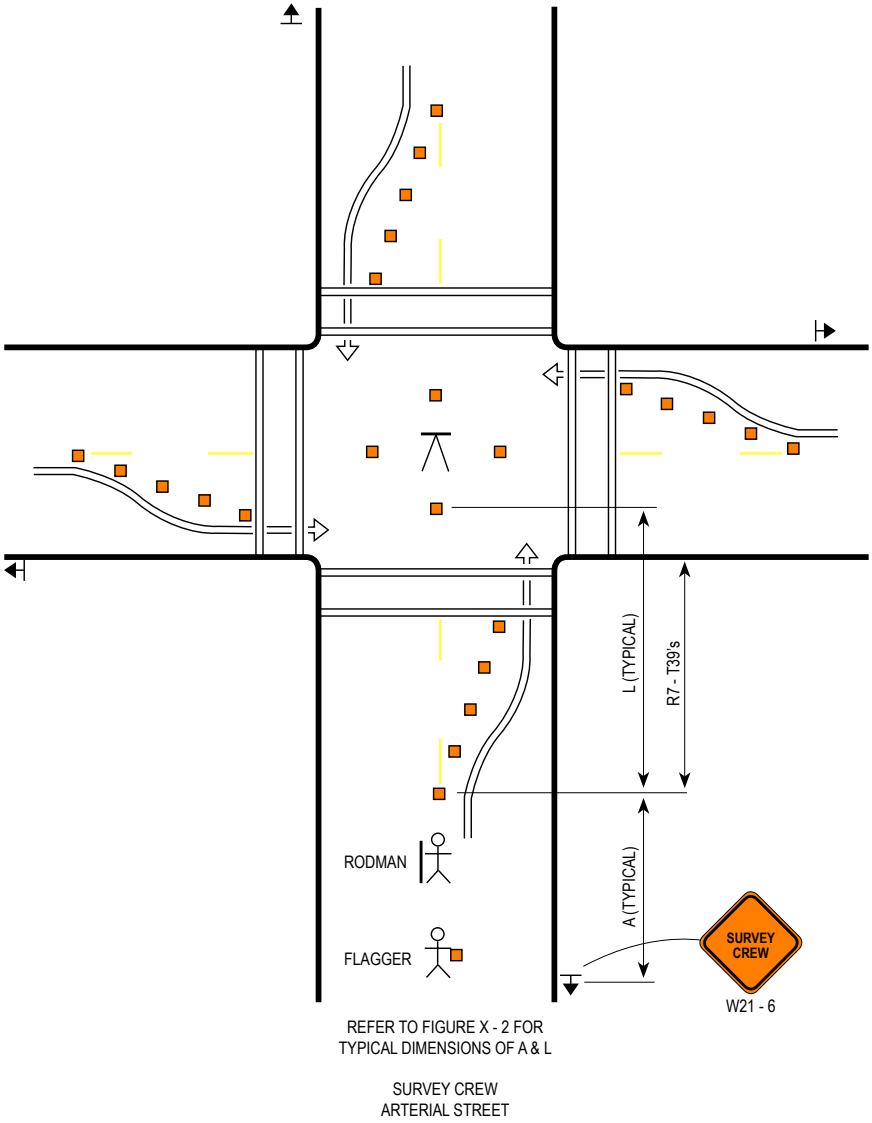 L (TYPICAL)
R7 - T39's
RODMAN
A (TYPICAL)
FLAGGER
SURVEY
CREW
W21 - 6
REFER TO FIGURE X - 2 FOR
TYPICAL DIMENSIONS OF A & L
SURVEY CREW
ARTERIAL STREET